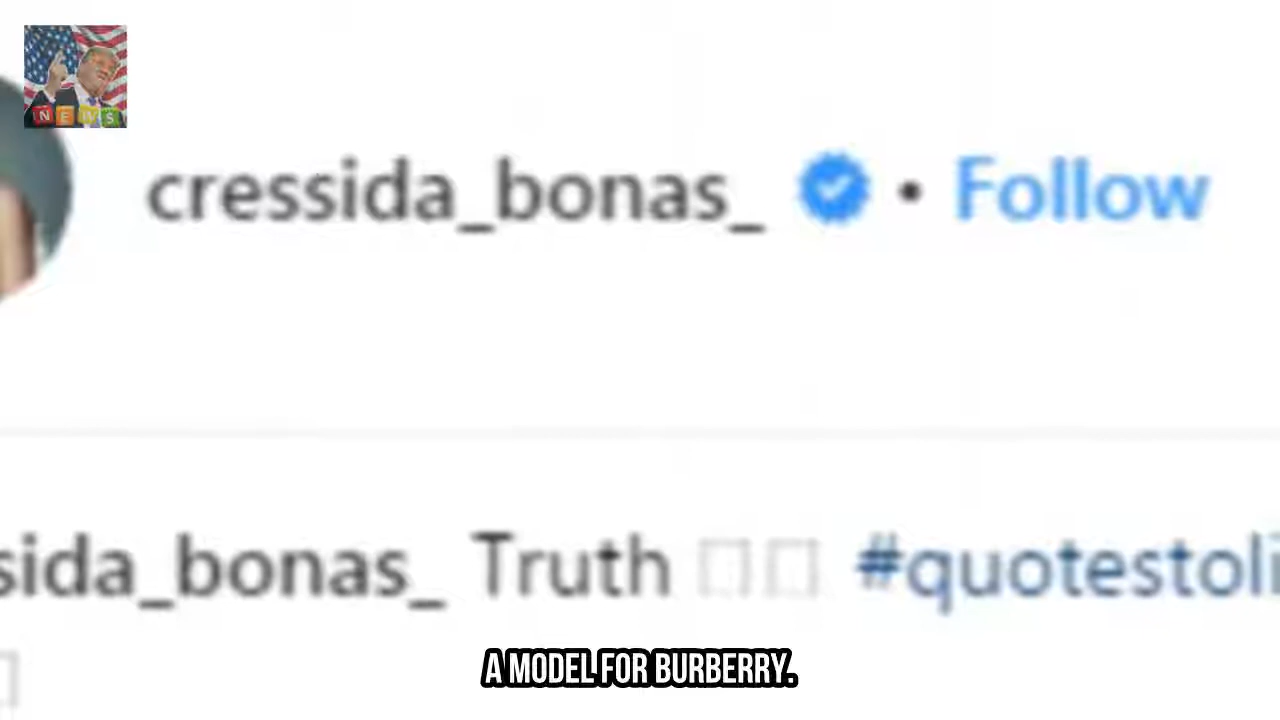 NEWS
cressida_bonas_ • Follow
sida_bonas_ Truth #quotestoli
A MODEL FOR BURBERRY.